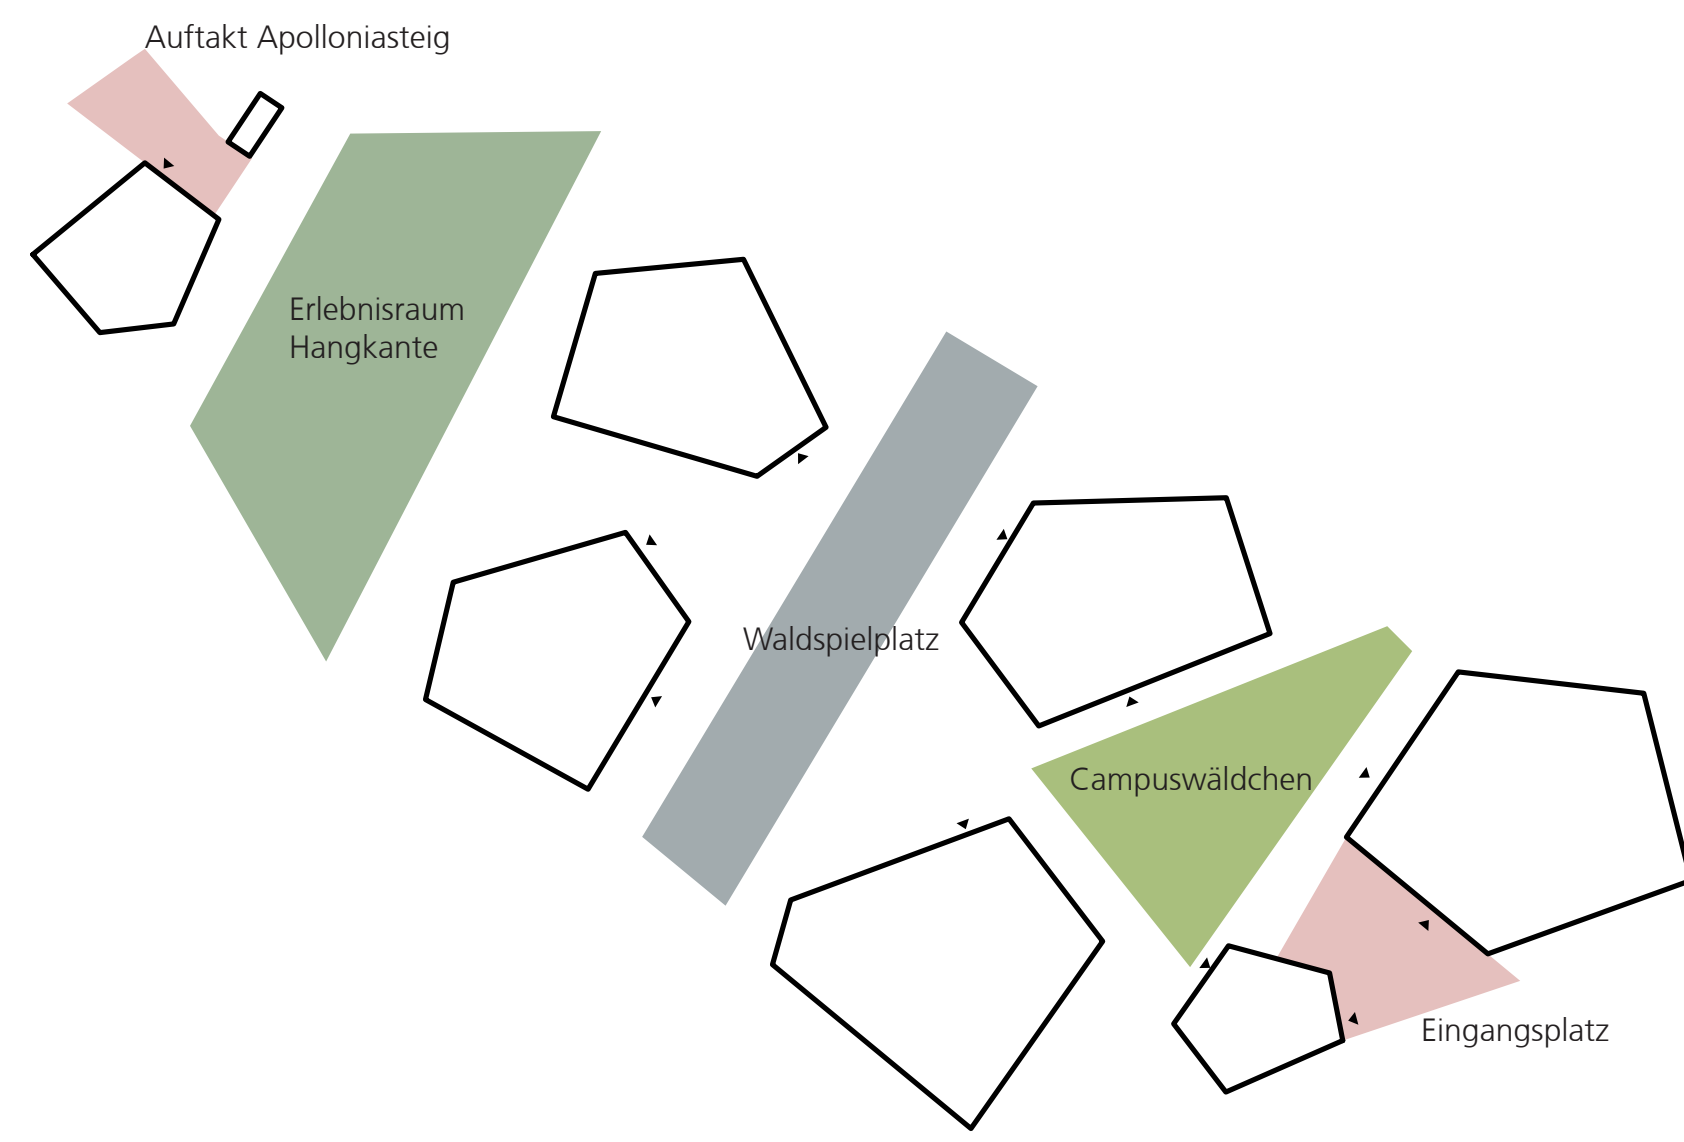 Auftakt Apolloniasteig
Erlebnisraum
Hangkante
Waldspielplatz
Campuswäldchen
Eingangsplatz